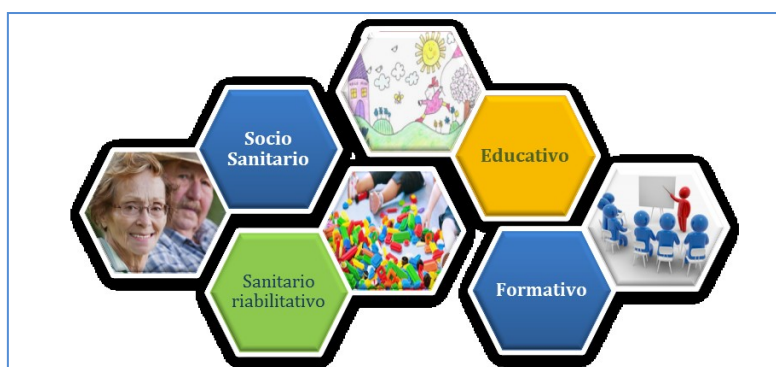 Socio
Sanitario
Educativo
Sanitario
riabilitativo
Formativo